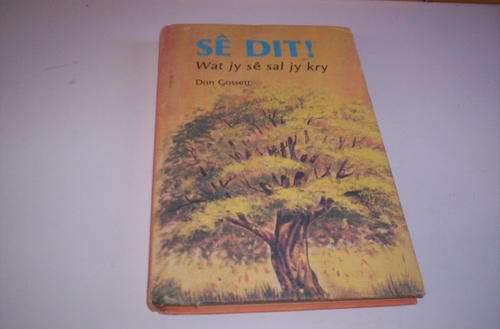 SÊ DIT!
Wat jy sê sal jy kry
Don Gossett